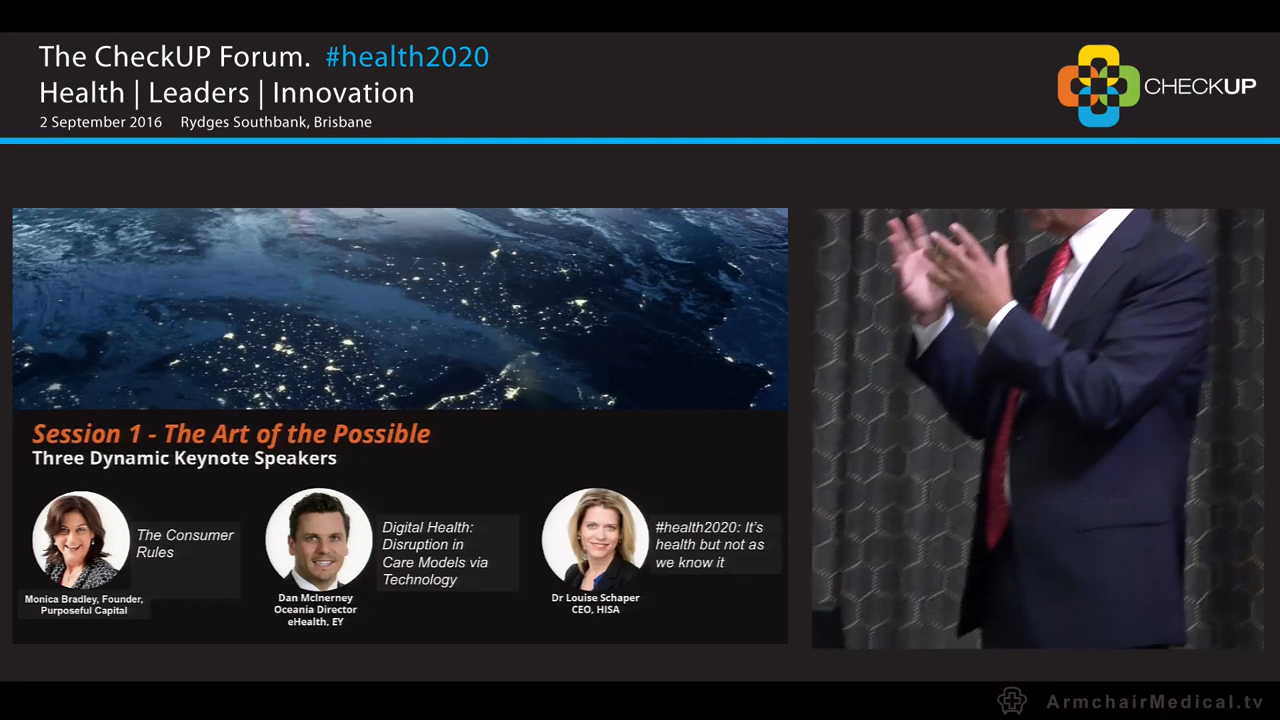 The CheckUP Forum. #health2020
Health | Leaders | Innovation
2 September 2016 Rydges Southbank, Brisbane
CHECKUP
Session 1 - The Art of the Possible
Three Dynamic Keynote Speakers
The Consumer
Rules
Monica Bradley, Founder,
Purposeful Capital
Digital Health:
Disruption in
Care Models via
Technology
Dan McInerney
Oceania Director
eHealth, EY
#health2020: It's
health but not as
we know it
Dr Louise Schaper
CEO, HISA
ArmchairMedical.tv